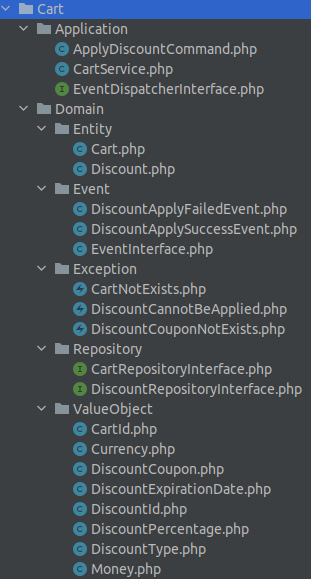 Cart
Application
ApplyDiscountCommand.php
CartService.php
EventDispatcherInterface.php
Domain
Entity
Cart.php
Discount.php
Event
DiscountApplyFailedEvent.php
DiscountApplySuccessEvent.php
EventInterface.php
Exception
CartNotExists.php
DiscountCannotBeApplied.php
DiscountCouponNotExists.php
Repository
CartRepositoryInterface.php
DiscountRepositoryInterface.php
ValueObject
CartId.php
Currency.php
DiscountCoupon.php
DiscountExpirationDate.php
DiscountId.php
DiscountPercentage.php
DiscountType.php
Money.php